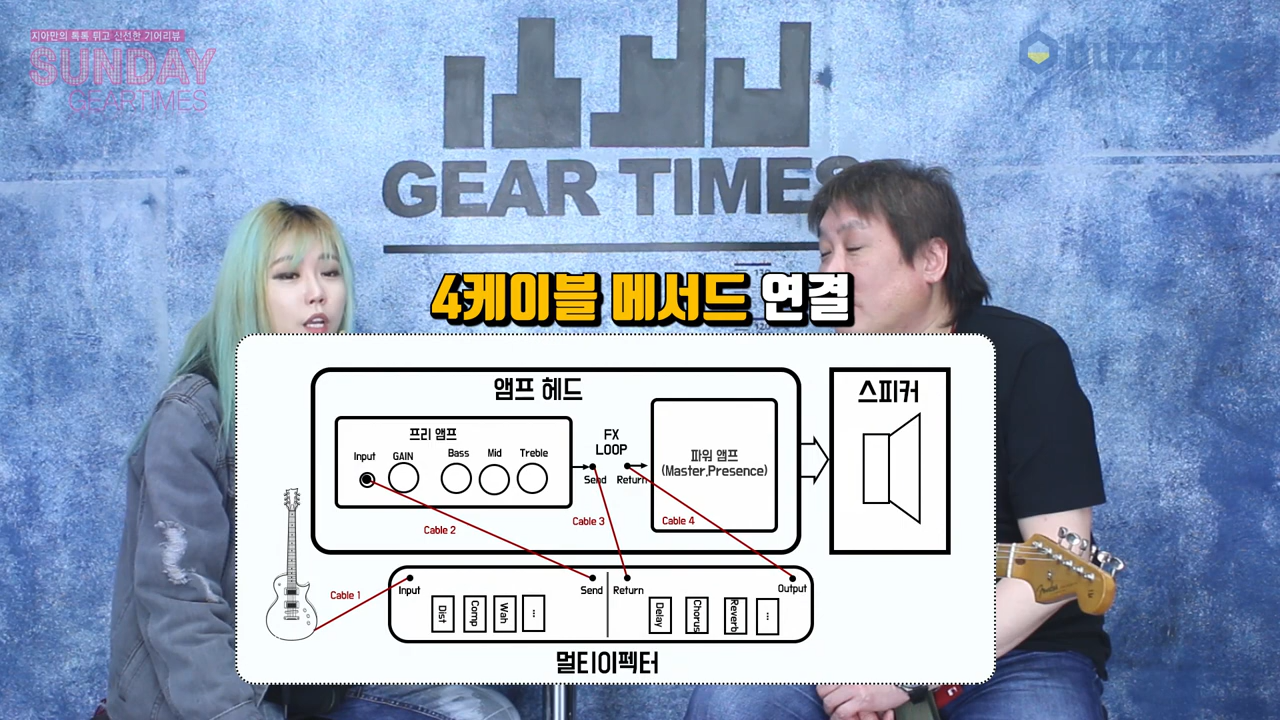 지아만의 톡톡 튀고 신선한 기어리뷰
SUNDAY
GEARTIMES
GEAR TIMES
4케이블 메서드 연결
앰프 헤드
스피커
프리 앰프
Input
GAIN
Bass
Mid
Treble
FX
LOOP
Send
Return
파워 앰프
(Master,Presence)
Cable 2
Cable 3
Cable 4
Cable 1
Input
Send
Return
Output
Dist
Comp
Wah
...
Delay
Chorus
Reverb
...
멀티이펙터
Fender